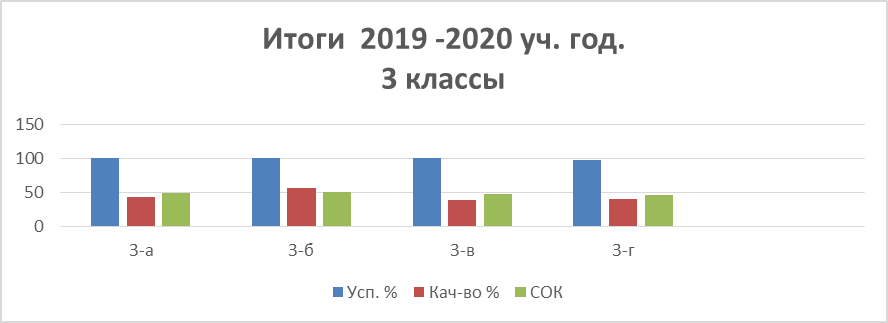 Итоги 2019 -2020 уч. год.
3 классы
150
100
50
0
3-а
3-б
3-в
3-г
Усп. %
Кач-во %
СОК